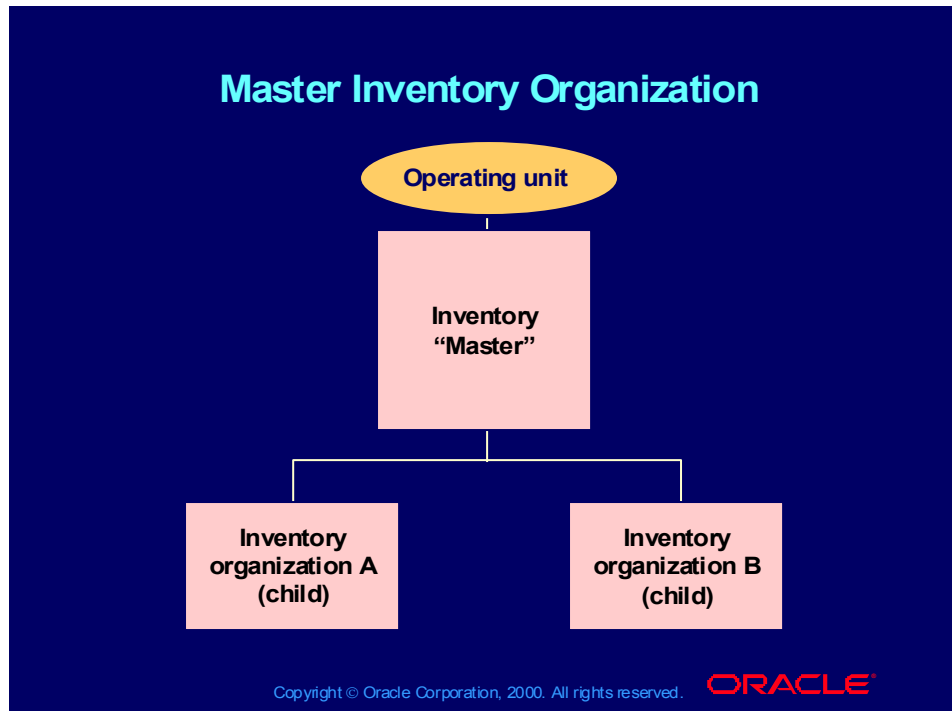 Master Inventory Organization
Operating unit
Inventory
“Master”
Inventory
organization A
(child)
Inventory
organization B
(child)
Copyright © Oracle Corporation, 2000. All rights reserved.
ORACLE®